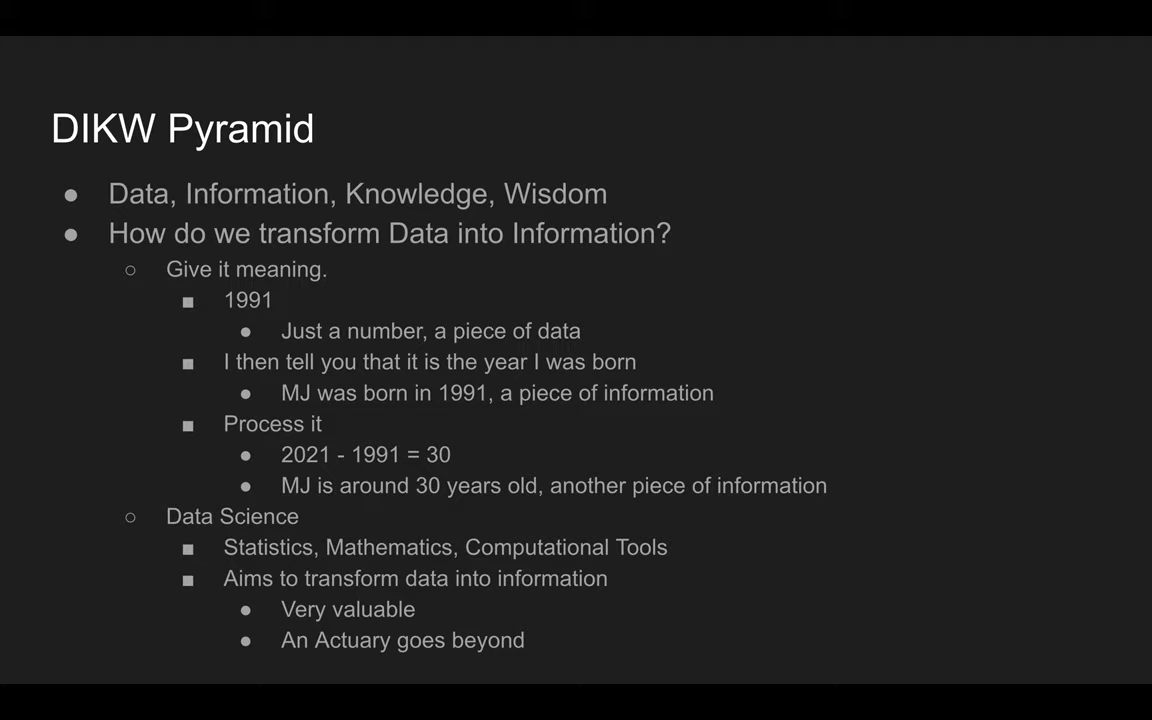 DIKW Pyramid
● Data, Information, Knowledge, Wisdom
● How do we transform Data into Information?
○ Give it meaning.
■ 1991
● Just a number, a piece of data
■ I then tell you that it is the year I was born
● MJ was born in 1991, a piece of information
■ Process it
● 2021 - 1991 = 30
● MJ is around 30 years old, another piece of information
○ Data Science
■ Statistics, Mathematics, Computational Tools
■ Aims to transform data into information
● Very valuable
● An Actuary goes beyond